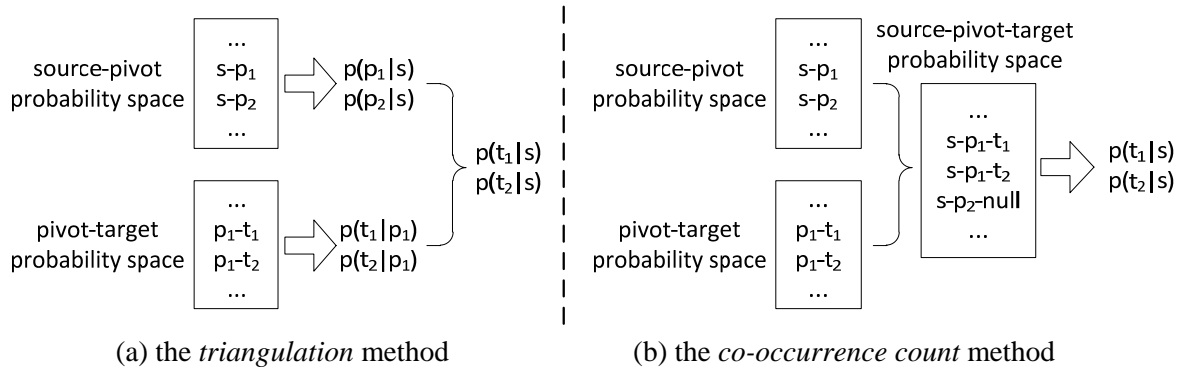 source-pivot
probability space
...
s-p₁
s-p₂
...
p(p₁|s)
p(p₂|s)
pivot-target
probability space
...
p₁-t₁
p₁-t₂
...
p(t₁|p₁)
p(t₂|p₁)
p(t₁|s)
p(t₂|s)
(a) the triangulation method
source-pivot
probability space
...
s-p₁
s-p₂
...
pivot-target
probability space
...
p₁-t₁
p₁-t₂
...
source-pivot-target
probability space
...
s-p₁-t₁
s-p₁-t₂
s-p₂-null
...
p(t₁|s)
p(t₂|s)
(b) the co-occurrence count method